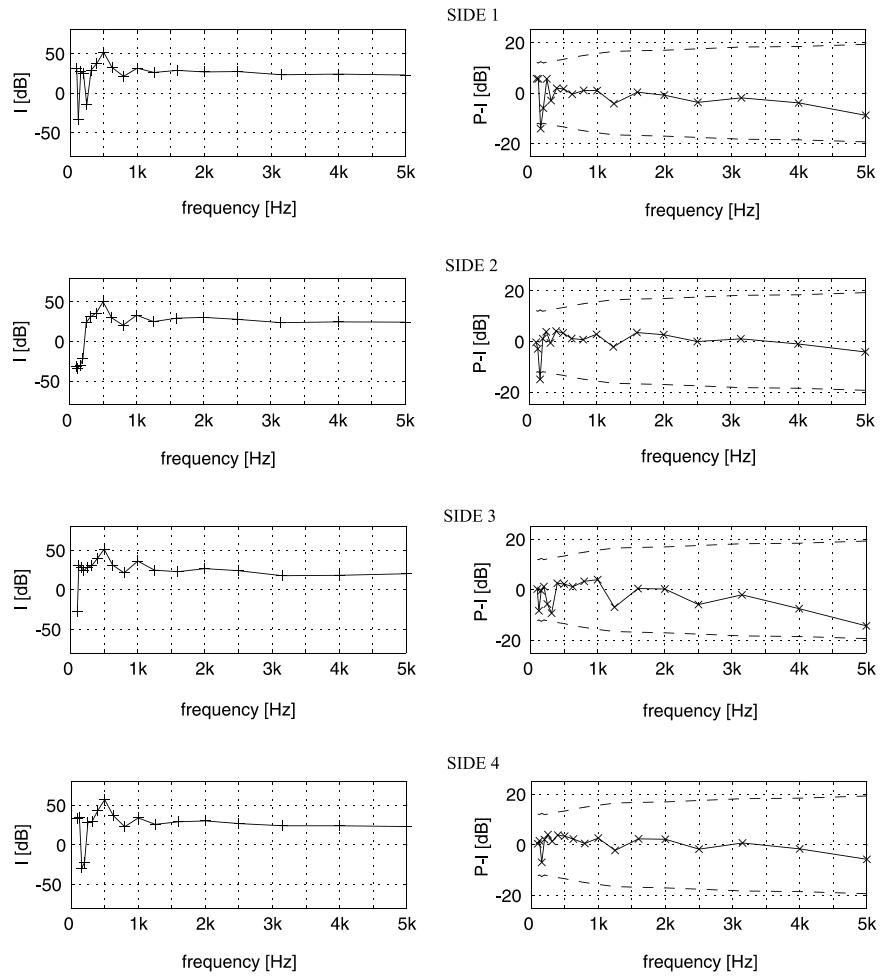 SIDE 1
50
0
-50
I [dB]
0 1k 2k 3k 4k 5k
frequency [Hz]
20
0
-20
P-I [dB]
0 1k 2k 3k 4k 5k
frequency [Hz]
SIDE 2
50
0
-50
I [dB]
0 1k 2k 3k 4k 5k
frequency [Hz]
20
0
-20
P-I [dB]
0 1k 2k 3k 4k 5k
frequency [Hz]
SIDE 3
50
0
-50
I [dB]
0 1k 2k 3k 4k 5k
frequency [Hz]
20
0
-20
P-I [dB]
0 1k 2k 3k 4k 5k
frequency [Hz]
SIDE 4
50
0
-50
I [dB]
0 1k 2k 3k 4k 5k
frequency [Hz]
20
0
-20
P-I [dB]
0 1k 2k 3k 4k 5k
frequency [Hz]